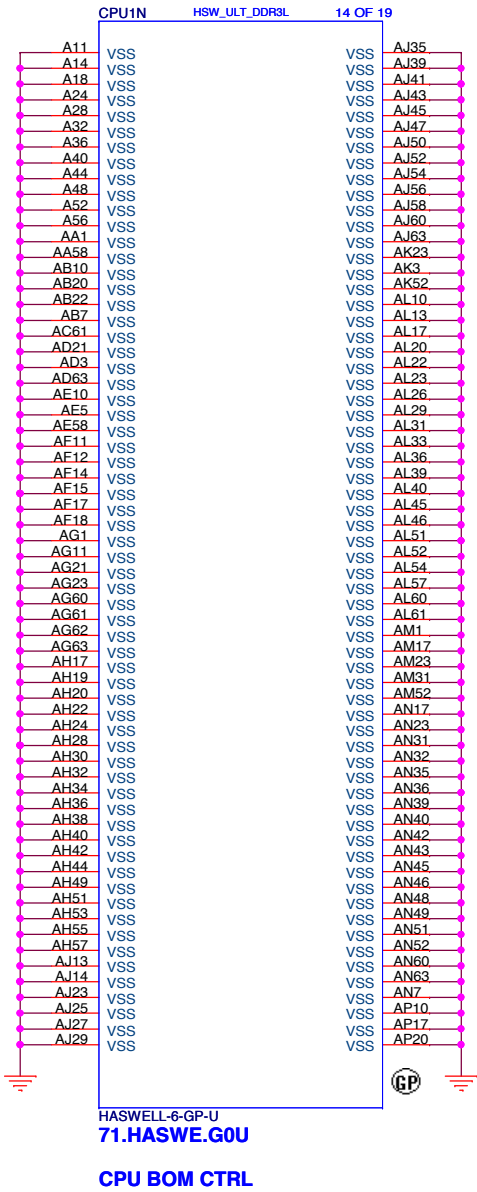 CPU1N HSW_ULT_DDR3L 14 OF 19
A11 VSS VSS AJ35
A14 VSS VSS AJ39
A18 VSS VSS AJ41
A24 VSS VSS AJ43
A28 VSS VSS AJ45
A32 VSS VSS AJ47
A36 VSS VSS AJ50
A40 VSS VSS AJ52
A44 VSS VSS AJ54
A48 VSS VSS AJ56
A52 VSS VSS AJ58
A56 VSS VSS AJ60
AA1 VSS VSS AJ63
AA58 VSS VSS AK23
AB10 VSS VSS AK3
AB20 VSS VSS AK52
AB22 VSS VSS AL10
AB7 VSS VSS AL13
AC61 VSS VSS AL17
AD21 VSS VSS AL20
AD3 VSS VSS AL22
AD63 VSS VSS AL23
AE10 VSS VSS AL26
AE5 VSS VSS AL29
AE58 VSS VSS AL31
AF11 VSS VSS AL33
AF12 VSS VSS AL36
AF14 VSS VSS AL39
AF15 VSS VSS AL40
AF17 VSS VSS AL45
AF18 VSS VSS AL46
AG1 VSS VSS AL51
AG11 VSS VSS AL52
AG21 VSS VSS AL54
AG23 VSS VSS AL57
AG60 VSS VSS AL60
AG61 VSS VSS AL61
AG62 VSS VSS AM1
AG63 VSS VSS AM17
AH17 VSS VSS AM23
AH19 VSS VSS AM31
AH20 VSS VSS AM52
AH22 VSS VSS AN17
AH24 VSS VSS AN23
AH28 VSS VSS AN31
AH30 VSS VSS AN32
AH32 VSS VSS AN35
AH34 VSS VSS AN36
AH36 VSS VSS AN39
AH38 VSS VSS AN40
AH40 VSS VSS AN42
AH42 VSS VSS AN43
AH44 VSS VSS AN45
AH49 VSS VSS AN46
AH51 VSS VSS AN48
AH53 VSS VSS AN49
AH55 VSS VSS AN51
AH57 VSS VSS AN52
AJ13 VSS VSS AN60
AJ14 VSS VSS AN63
AJ23 VSS VSS AN7
AJ25 VSS VSS AP10
AJ27 VSS VSS AP17
AJ29 VSS VSS AP20
GP
HASWELL-6-GP-U
71.HASWE.G0U
CPU BOM CTRL